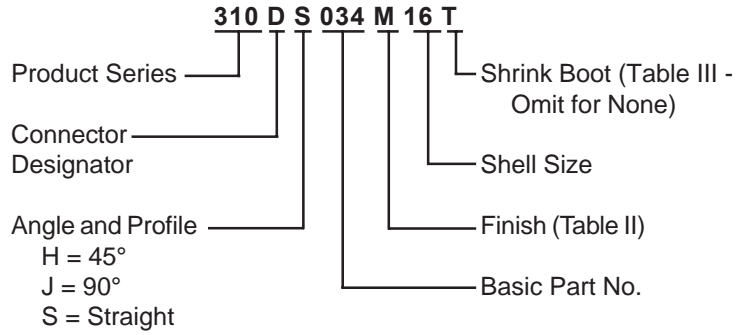 310 D S 034 M 16 T
Product Series
Connector
Designator
Angle and Profile
H = 45°
J = 90°
S = Straight
Shrink Boot (Table III -
Omit for None)
Shell Size
Finish (Table II)
Basic Part No.